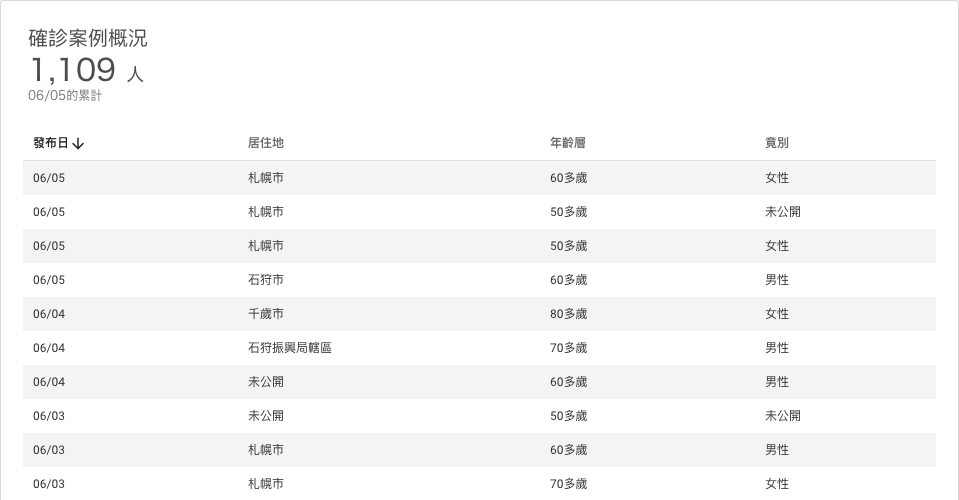 確診案例概況
1,109 人
06/05的累計
發布日↓ 居住地 年齡層 竟別
06/05 札幌市 60多歲 女性
06/05 札幌市 50多歲 未公開
06/05 札幌市 50多歲 女性
06/05 石狩市 60多歲 男性
06/04 千歲市 80多歲 女性
06/04 石狩振興局轄區 70多歲 男性
06/04 未公開 60多歲 男性
06/03 未公開 50多歲 未公開
06/03 札幌市 60多歲 男性
06/03 札幌市 70多歲 女性